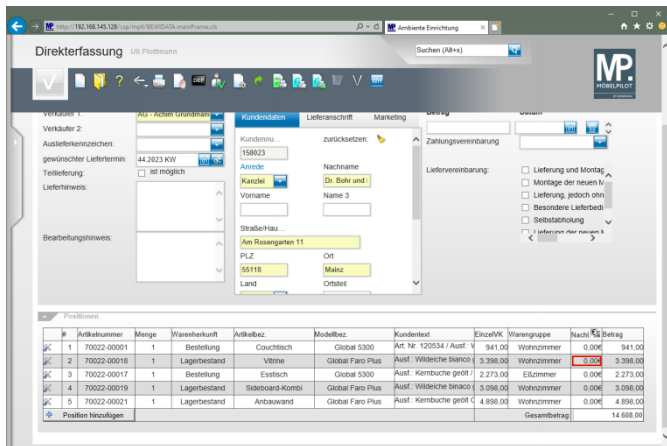 http://192.168.145.128/csp/mpll/BEWIDATA.mainFrame.cls
Ambiente Einrichtung
Direkterfassung Uli Flottmann
Suchen (Alt+s)
MP.
MÖBELPILOT
Verkäufer 1: AG - Achim Grundmann
Verkäufer 2:
Auslieferkennzeichen:
gewünschter Liefertermin: 44.2023 KW
Teillieferung: ist möglich
Lieferhinweis:
Bearbeitungshinweis:
Kundendaten Lieferanschrift Marketing
Kundennu... zurücksetzen:
158023
Anrede Nachname
Kanzlei Dr. Bohr und
Vorname Name 3
Straße/Hau...
Am Rosengarten 11
PLZ Ort
55118 Mainz
Land Ortsteil
Betrag Datum
Zahlungsvereinbarung
Liefervereinbarung:
Lieferung und Montag
Montage der neuen M
Lieferung, jedoch ohn
Besondere Lieferbedi
Selbstabholung
Lieferung der neuen M
Positionen
# Artikelnummer Menge Warenherkunft Artikelbez. Modellbez. Kundentext EinzelVK Warengruppe Nachl Betrag
1 70022-00001 1 Bestellung Couchtisch Global 5300 Art. Nr. 120534 / Ausf.: W 941,00 Wohnzimmer 0,00€ 941,00
2 70022-00018 1 Lagerbestand Vitrine Global Faro Plus Ausf.: Wildeiche bianco g 3.398,00 Wohnzimmer 0,00€ 3.398,00
3 70022-00017 1 Bestellung Esstisch Global 5300 Ausf.: Kernbuche geölt / 2.273,00 Eßzimmer 0,00€ 2.273,00
4 70022-00019 1 Lagerbestand Sideboard-Kombi Global Faro Plus Ausf.: Wildeiche binaco g 3.098,00 Wohnzimmer 0,00€ 3.098,00
5 70022-00021 1 Lagerbestand Anbauwand Global Faro Plus Ausf.: Kernbuche geölt G 4.898,00 Wohnzimmer 0,00€ 4.898,00
Position hinzufügen Gesamtbetrag: 14.608,00